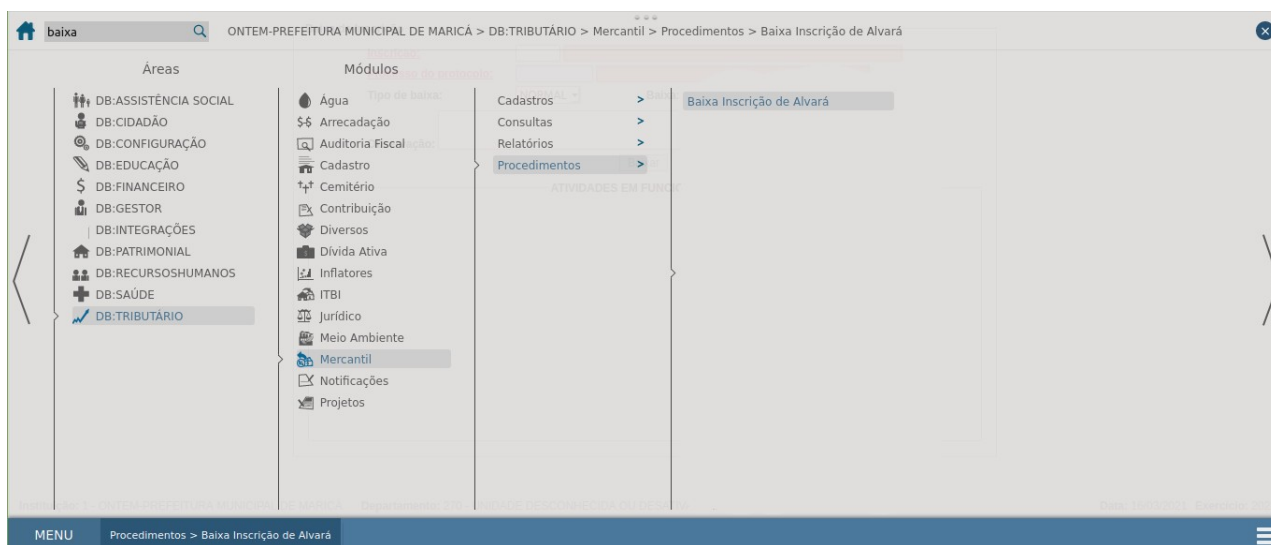 baixa
ONTEM-PREFEITURA MUNICIPAL DE MARICÁ > DB:TRIBUTÁRIO > Mercantil > Procedimentos > Baixa Inscrição de Alvará
Áreas
DB:ASSISTÊNCIA SOCIAL
DB:CIDADÃO
DB:CONFIGURAÇÃO
DB:EDUCAÇÃO
DB:FINANCEIRO
DB:GESTOR
DB:INTEGRAÇÕES
DB:PATRIMONIAL
DB:RECURSOSHUMANOS
DB:SAÚDE
DB:TRIBUTÁRIO
Módulos
Água
Arrecadação
Auditoria Fiscal
Cadastro
Cemitério
Contribuição
Diversos
Dívida Ativa
Inflatores
ITBI
Jurídico
Meio Ambiente
Mercantil
Notificações
Projetos
Cadastros >
Consultas >
Relatórios >
Procedimentos >
Baixa Inscrição de Alvará
Tipo de baixa: NORMAL
ATIVIDADES EM FUNCI
MENU Procedimentos > Baixa Inscrição de Alvará